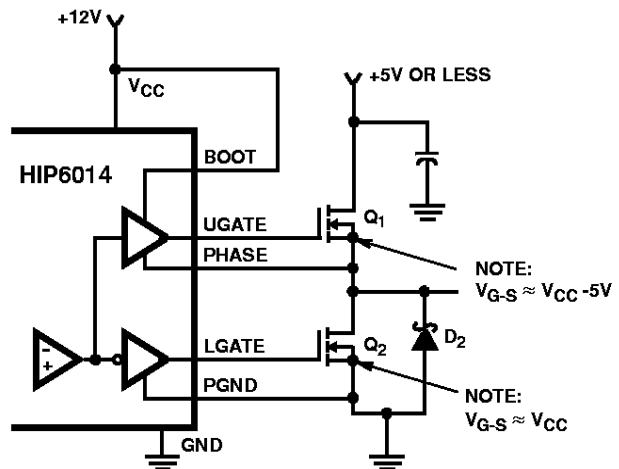 +12V
+5V OR LESS
VCC
BOOT
HIP6014
UGATE
Q1
PHASE
NOTE:
VG-S ≈ VCC -5V
-
+
LGATE
Q2
D2
PGND
NOTE:
VG-S ≈ VCC
GND